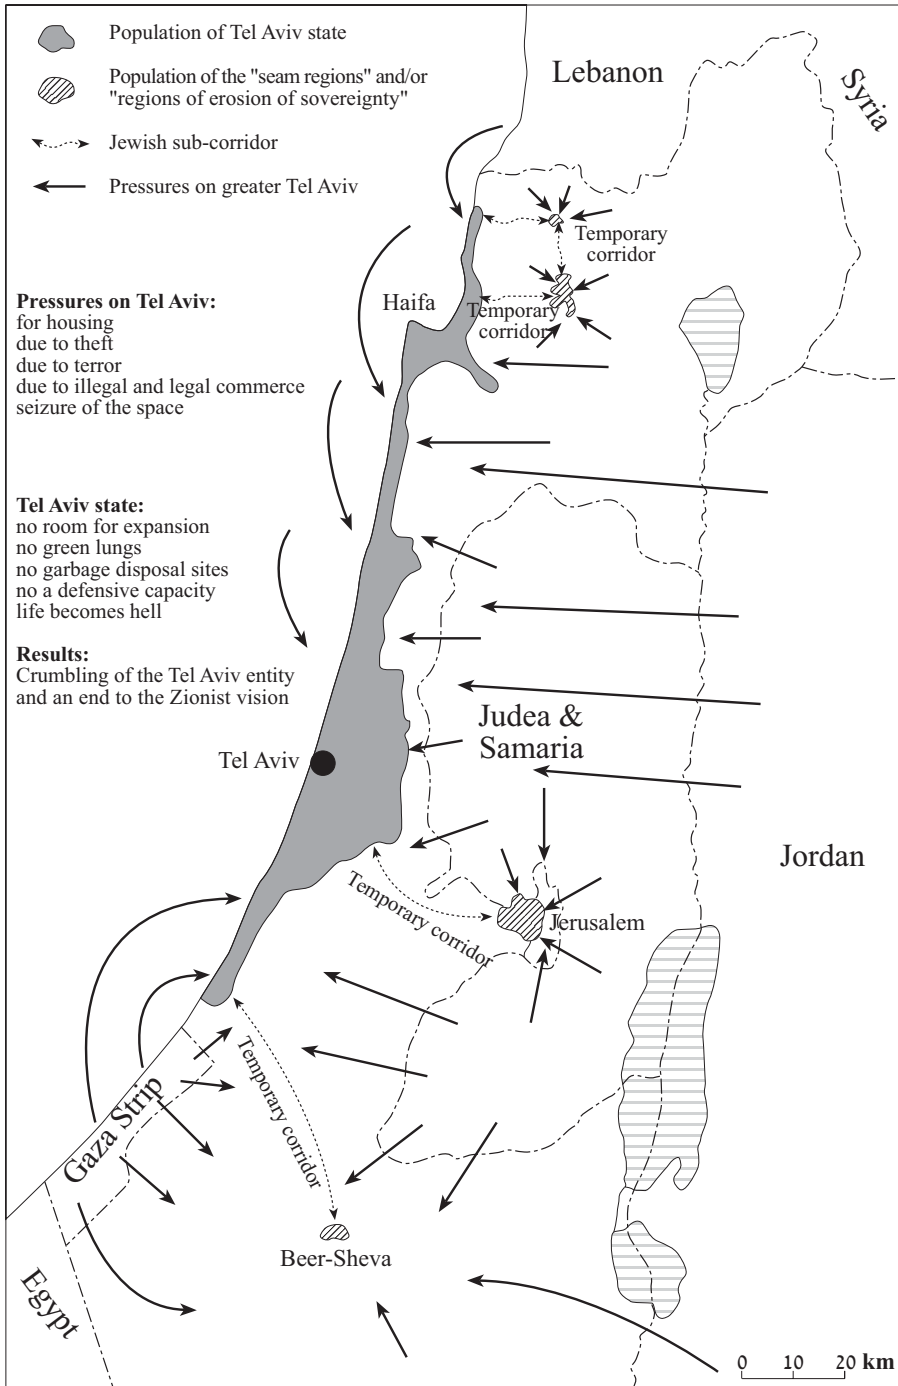 Population of Tel Aviv state
Population of the "seam regions" and/or
"regions of erosion of sovereignty"
Jewish sub-corridor
Pressures on greater Tel Aviv
Lebanon
Syria
Temporary
corridor
Pressures on Tel Aviv:
for housing
due to theft
due to terror
due to illegal and legal commerce
seizure of the space
Haifa
Temporary
corridor
Tel Aviv state:
no room for expansion
no green lungs
no garbage disposal sites
no a defensive capacity
life becomes hell
Results:
Crumbling of the Tel Aviv entity
and an end to the Zionist vision
Judea &
Samaria
Tel Aviv
Jordan
Temporary corridor
Jerusalem
Temporary corridor
Gaza Strip
Beer-Sheva
Egypt
0 10 20 km